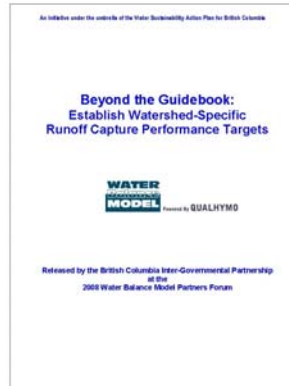 An initiative under the umbrella of the Water Sustainability Action Plan for British Columbia
Beyond the Guidebook:
Establish Watershed-Specific
Runoff Capture Performance Targets
WATER
MODEL
Powered By QUALHYMO
Released by the British Columbia Inter-Governmental Partnership
at the
2008 Water Balance Model Partners Forum